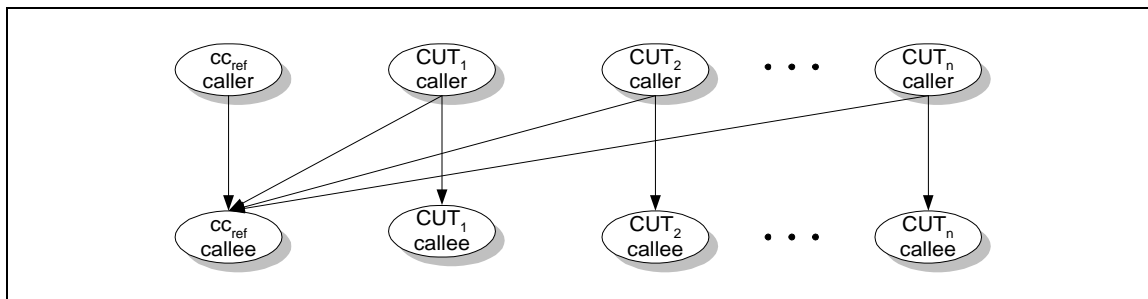 cc_ref
caller
CUT_1
caller
CUT_2
caller
• • •
CUT_n
caller
cc_ref
callee
CUT_1
callee
CUT_2
callee
• • •
CUT_n
callee